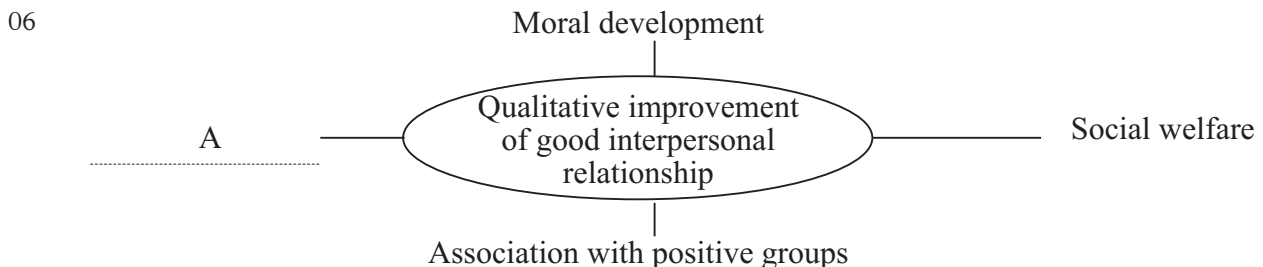 06
Moral development
Qualitative improvement
of good interpersonal
relationship
A
Social welfare
Association with positive groups